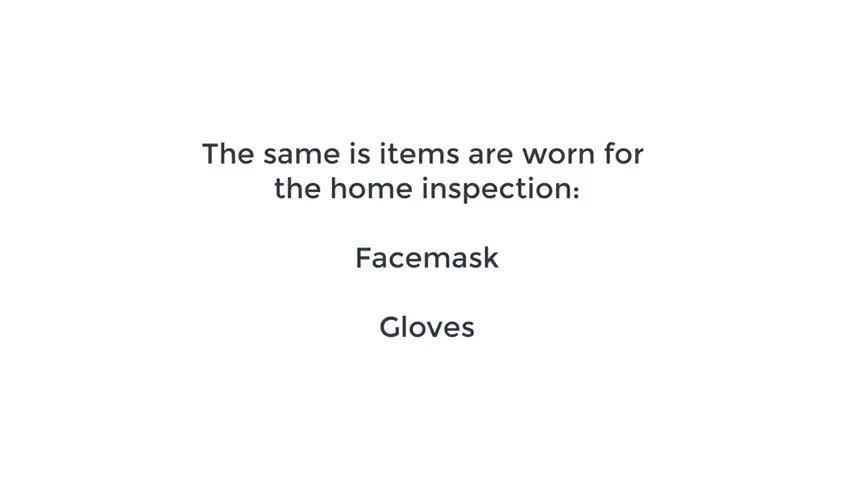 The same is items are worn for
the home inspection:
Facemask
Gloves